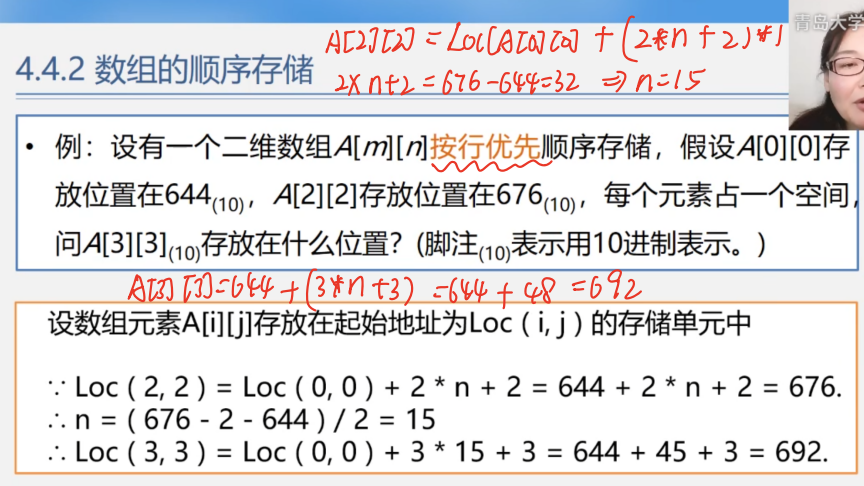 青岛大学
A[2][2] = Loc[A[0][0] + (2*n + 2) * 1
2×n+2 = 676-644=32 ⇒ n=15
4.4.2 数组的顺序存储
• 例：设有一个二维数组A[m][n]按行优先顺序存储，假设A[0][0]存
放位置在644(10)，A[2][2]存放位置在676(10)，每个元素占一个空间，
问A[3][3](10)存放在什么位置？(脚注(10)表示用10进制表示。)
A[3][3]=644+(3*n+3) =644+48 =692
设数组元素A[i][j]存放在起始地址为Loc ( i, j ) 的存储单元中
∵ Loc ( 2, 2 ) = Loc ( 0, 0 ) + 2 * n + 2 = 644 + 2 * n + 2 = 676.
∴ n = ( 676 - 2 - 644 ) / 2 = 15
∴ Loc ( 3, 3 ) = Loc ( 0, 0 ) + 3 * 15 + 3 = 644 + 45 + 3 = 692.